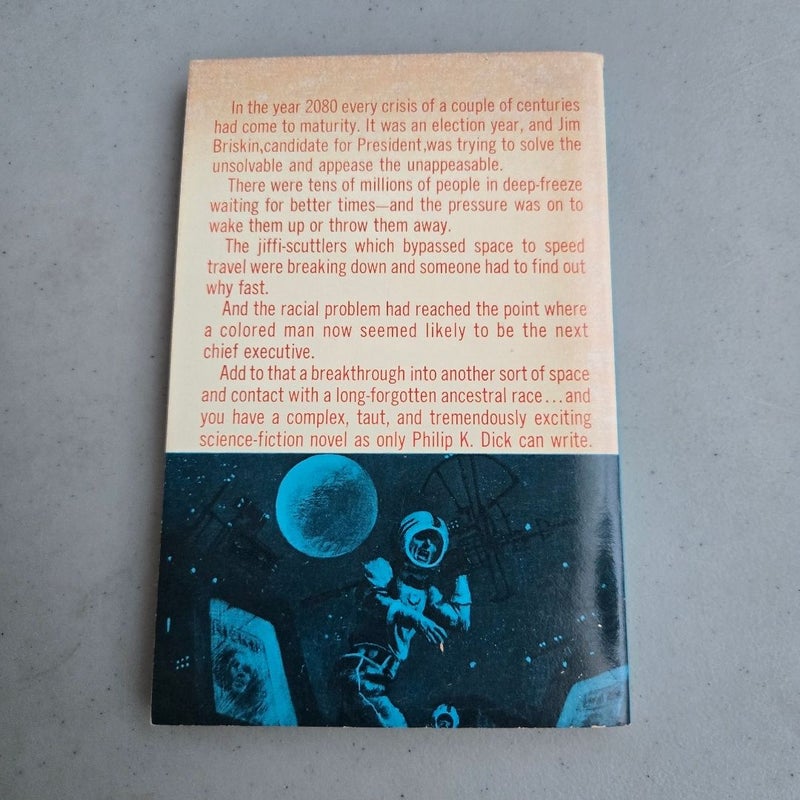 In the year 2080 every crisis of a couple of centuries
had come to maturity. It was an election year, and Jim
Briskin,candidate for President,was trying to solve the
unsolvable and appease the unappeasable.
There were tens of millions of people in deep-freeze
waiting for better times—and the pressure was on to
wake them up or throw them away.
The jiffi-scuttlers which bypassed space to speed
travel were breaking down and someone had to find out
why fast.
And the racial problem had reached the point where
a colored man now seemed likely to be the next
chief executive.
Add to that a breakthrough into another sort of space
and contact with a long-forgotten ancestral race...and
you have a complex, taut, and tremendously exciting
science-fiction novel as only Philip K. Dick can write.